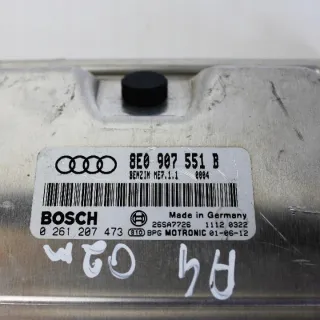 8E0 907 551 B
BENZIN ME7.1.1 0004
BOSCH
Made in Germany
26SA7726 1112 0322
0 261 207 473 BPG MOTRONIC 01-06-12
A4
02m